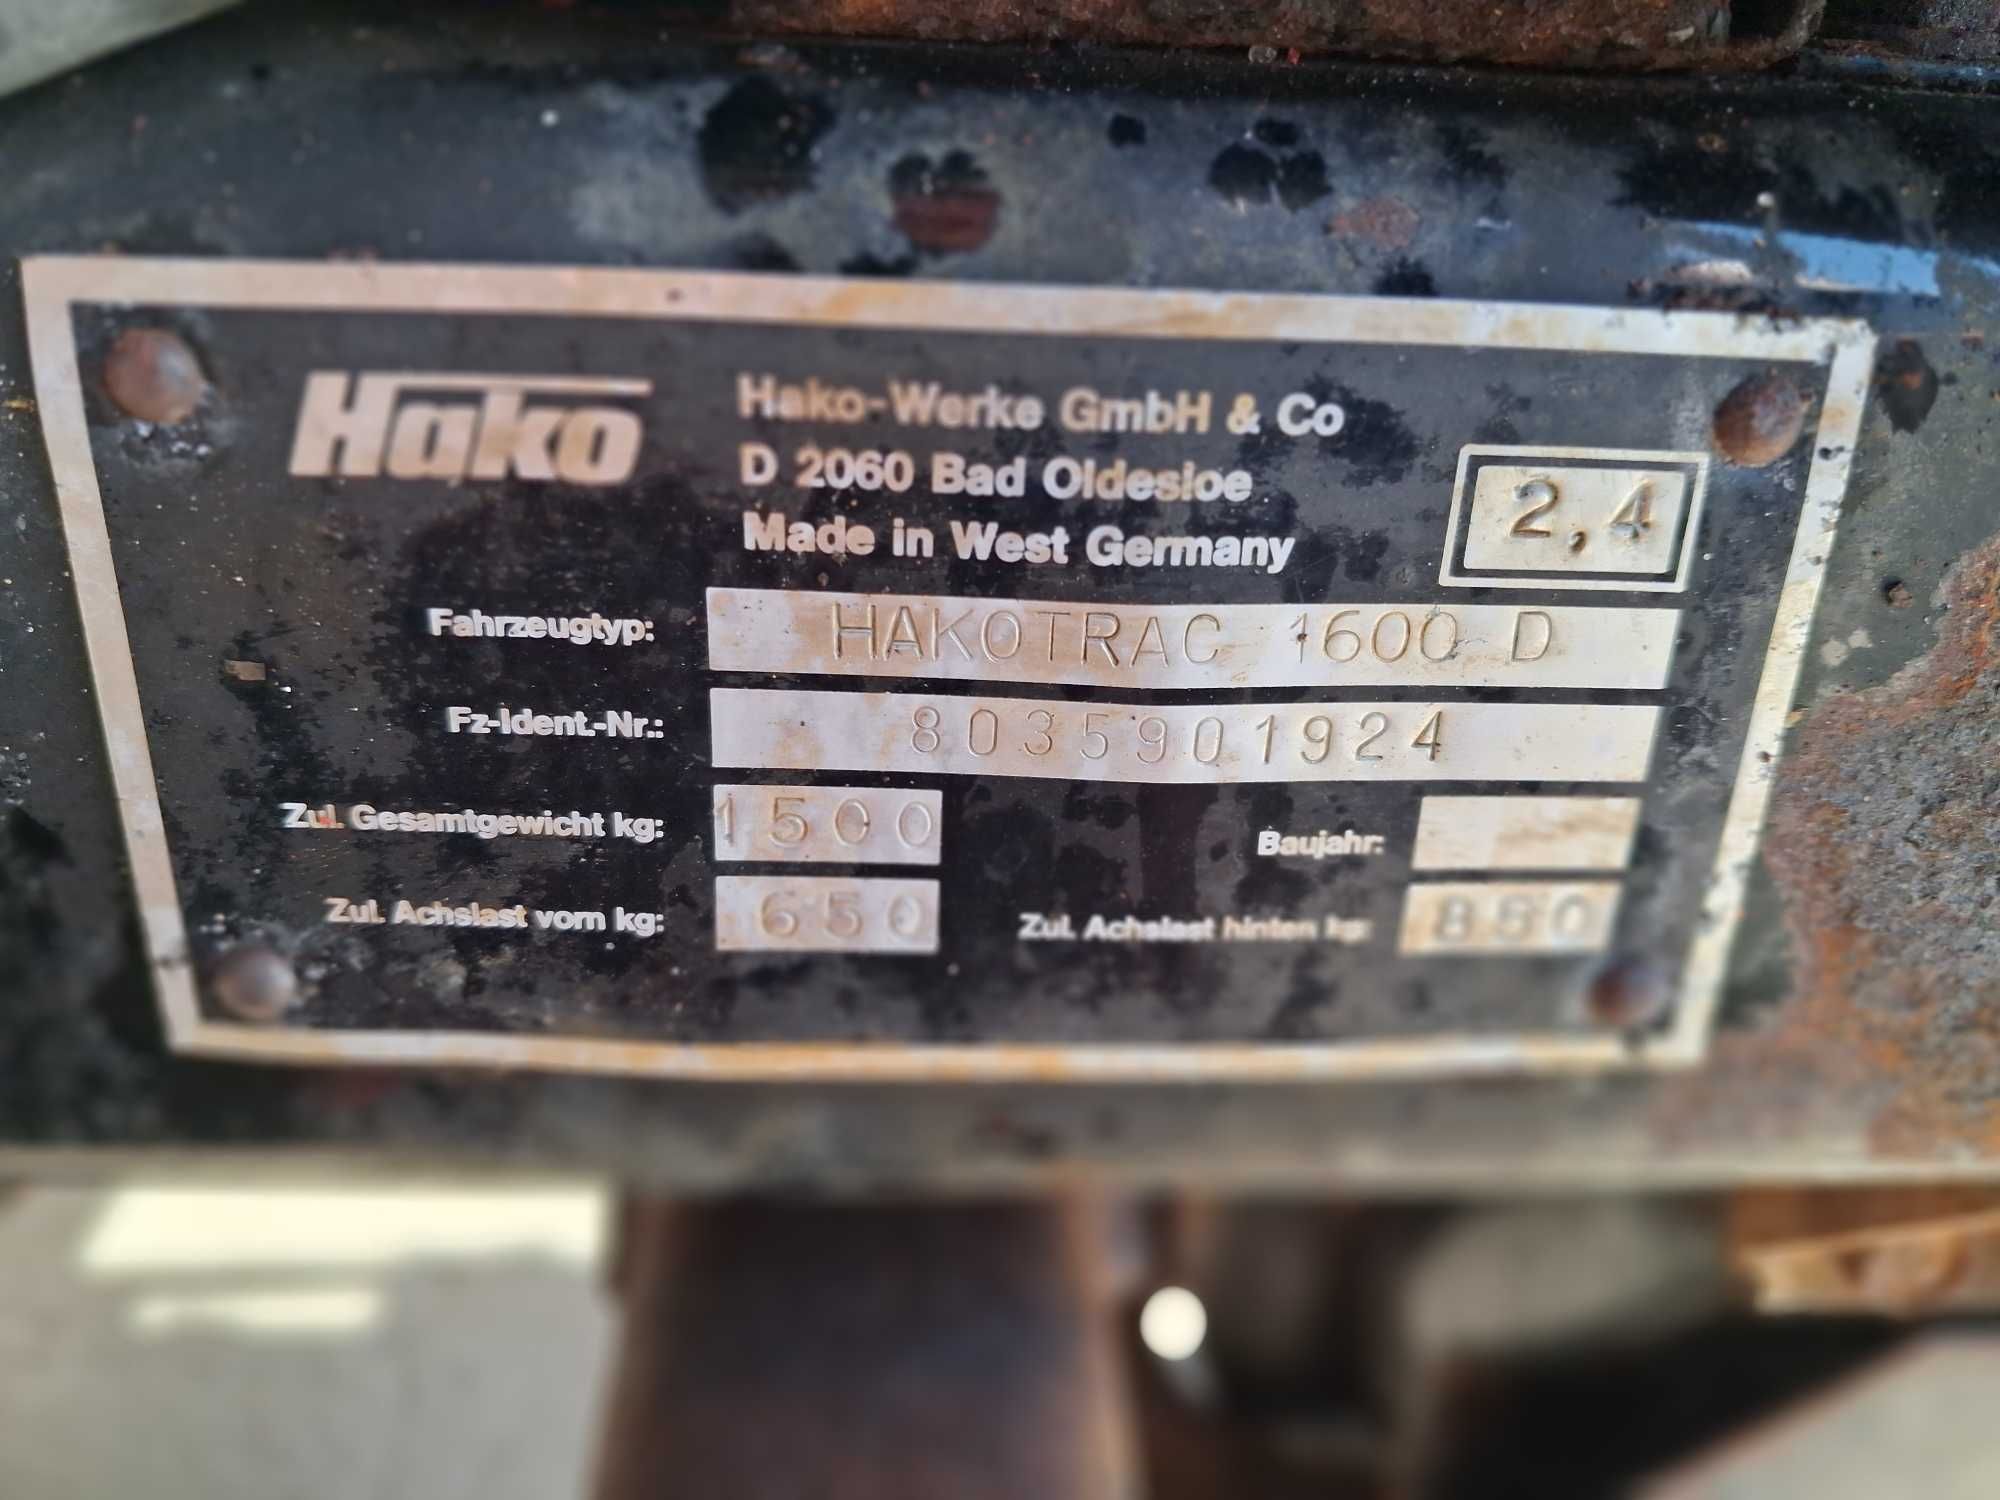 Hako
Hako-Werke GmbH & Co
D 2060 Bad Oldesloe
Made in West Germany
2,4
Fahrzeugtyp: HAKOTRAC 1600 D
Fz-Ident.-Nr.: 8035901924
Zul. Gesamtgewicht kg: 1500
Baujahr:
Zul. Achslast vorn kg: 650
Zul. Achslast hinten kg: 850